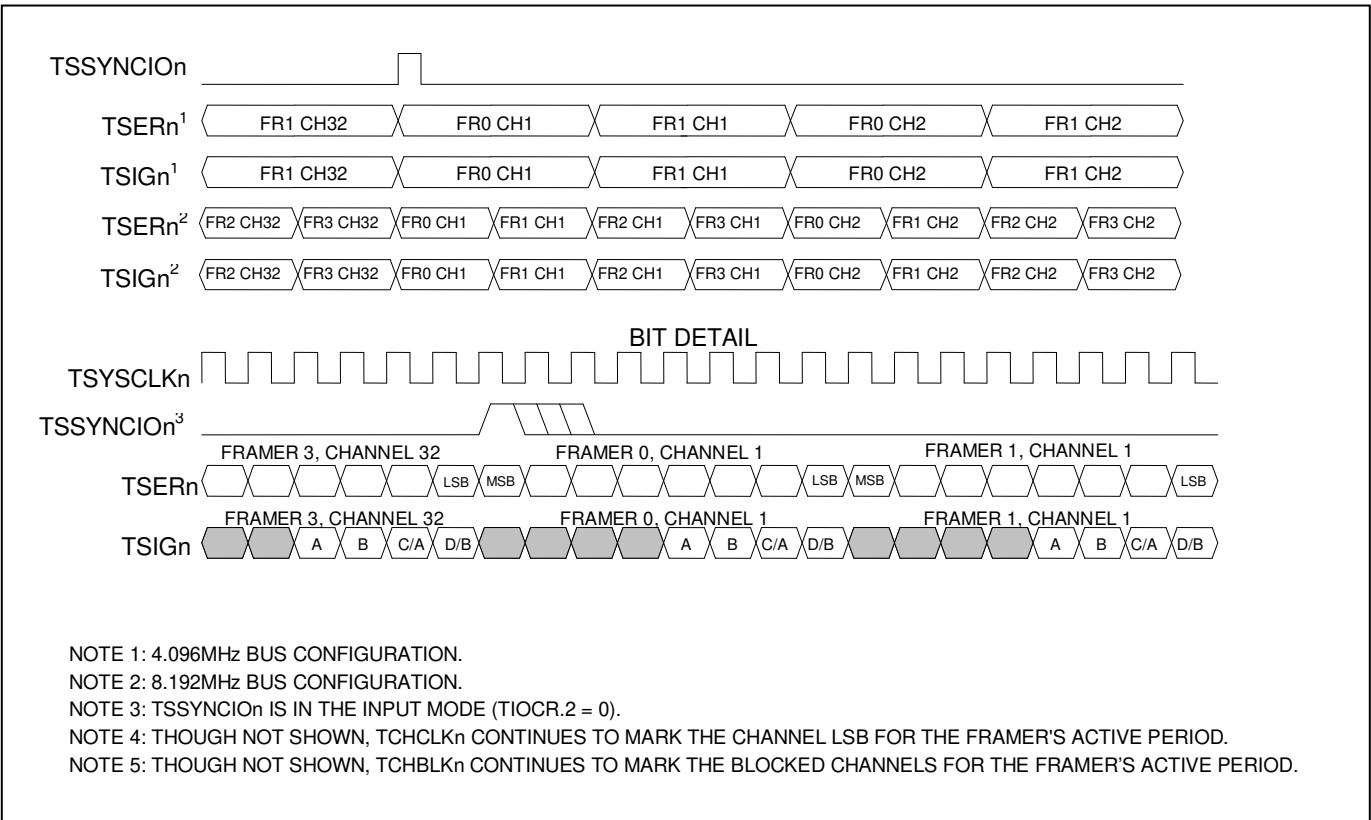 TSSYNCIOn
TSERn1 FR1 CH32 FR0 CH1 FR1 CH1 FR0 CH2 FR1 CH2
TSIGn1 FR1 CH32 FR0 CH1 FR1 CH1 FR0 CH2 FR1 CH2
TSERn2 FR2 CH32 FR3 CH32 FR0 CH1 FR1 CH1 FR2 CH1 FR3 CH1 FR0 CH2 FR1 CH2 FR2 CH2 FR3 CH2
TSIGn2 FR2 CH32 FR3 CH32 FR0 CH1 FR1 CH1 FR2 CH1 FR3 CH1 FR0 CH2 FR1 CH2 FR2 CH2 FR3 CH2
BIT DETAIL
TSYSCLKn
TSSYNCIOn3
FRAMER 3, CHANNEL 32 FRAMER 0, CHANNEL 1 FRAMER 1, CHANNEL 1
TSERn LSB MSB LSB MSB LSB
FRAMER 3, CHANNEL 32 FRAMER 0, CHANNEL 1 FRAMER 1, CHANNEL 1
TSIGn A B C/A D/B A B C/A D/B A B C/A D/B
NOTE 1: 4.096MHz BUS CONFIGURATION.
NOTE 2: 8.192MHz BUS CONFIGURATION.
NOTE 3: TSSYNCIOn IS IN THE INPUT MODE (TIOCR.2 = 0).
NOTE 4: THOUGH NOT SHOWN, TCHCLKn CONTINUES TO MARK THE CHANNEL LSB FOR THE FRAMER'S ACTIVE PERIOD.
NOTE 5: THOUGH NOT SHOWN, TCHBLKn CONTINUES TO MARK THE BLOCKED CHANNELS FOR THE FRAMER'S ACTIVE PERIOD.